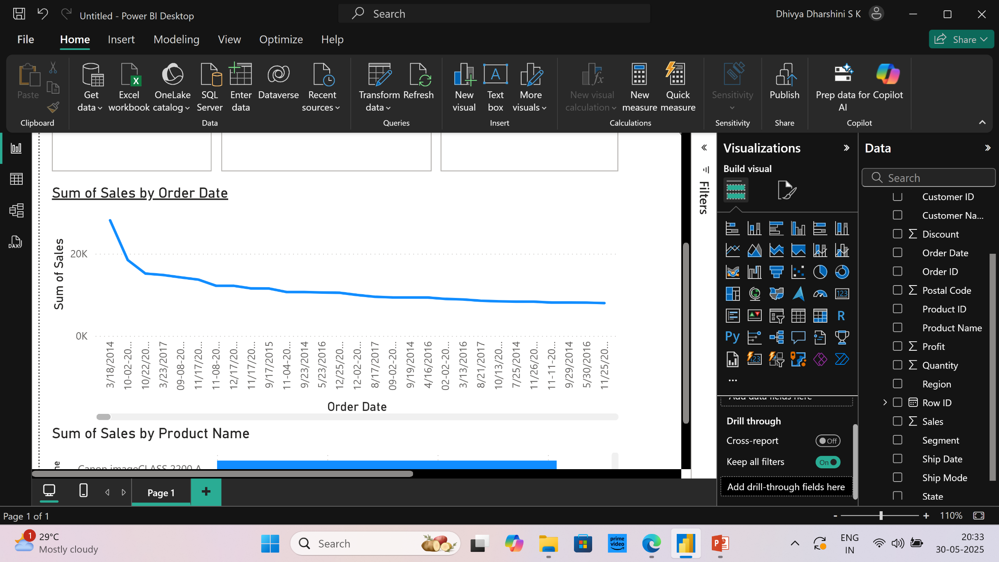 Untitled - Power BI Desktop
Search
Dhivya Dharshini S K
File Home Insert Modeling View Optimize Help
Share
Paste
Clipboard
Get data
Excel workbook
OneLake catalog
SQL Server
Enter data
Dataverse
Recent sources
Data
Transform data
Refresh
Queries
New visual
Text box
More visuals
Insert
New visual calculation
New measure
Quick measure
Calculations
Sensitivity
Sensitivity
Publish
Share
Prep data for AI
Copilot
Copilot
DAX
Sum of Sales by Order Date
Sum of Sales
20K
0K
3/18/2014
10-02-20...
10/22/20...
3/23/2017
09-08-20...
11/17/20...
11-08-20...
12/17/20...
11/17/20...
9/17/2015
11-04-20...
9/23/2014
5/23/2016
12/25/20...
12-02-20...
8/17/2017
09-02-20...
9/19/2014
4/16/2016
02-02-20...
3/13/2016
8/21/2017
10/13/20...
7/25/2014
11/26/20...
11-11-20...
9/29/2014
5/30/2016
11/25/20...
Order Date
Sum of Sales by Product Name
Canon imageCLASS 2200 A...
Filters
Visualizations
Build visual
123
R
Py
123
...
Add data fields here
Drill through
Cross-report
Off
Keep all filters
On
Add drill-through fields here
Data
Search
Customer ID
Customer Na...
Discount
Order Date
Order ID
Postal Code
Product ID
Product Name
Profit
Quantity
Region
Row ID
Sales
Segment
Ship Date
Ship Mode
State
Page 1
Page 1 of 1
110%
1
29°C
Mostly cloudy
Search
prime video
ENG
IN
20:33
30-05-2025